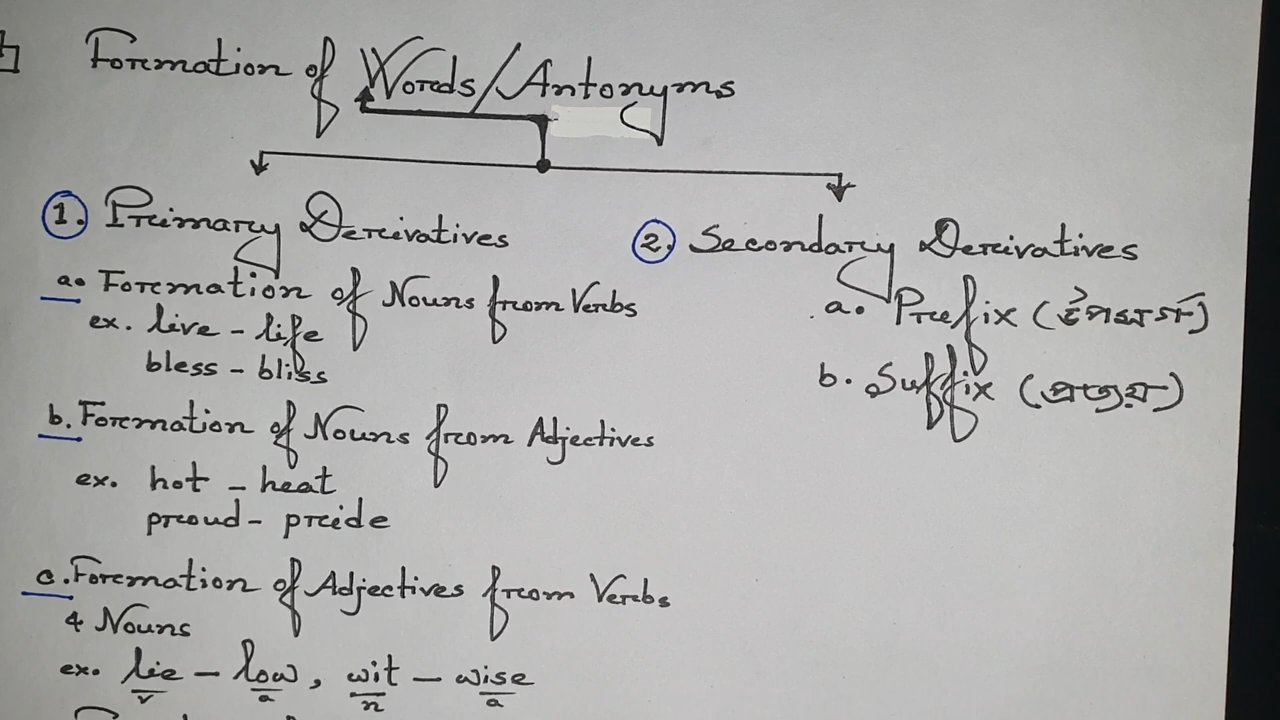 Formation of Words/Antonyms
1. Primary Derivatives
a. Formation of Nouns from Verbs
ex. live - life
bless - bliss
b. Formation of Nouns from Adjectives
ex. hot - heat
proud - pride
c. Formation of Adjectives from Verbs
& Nouns
ex. lie - low, wit - wise
v a n a
2. Secondary Derivatives
a. Prefix (উপসর্গ)
b. Suffix (প্রত্যয়)